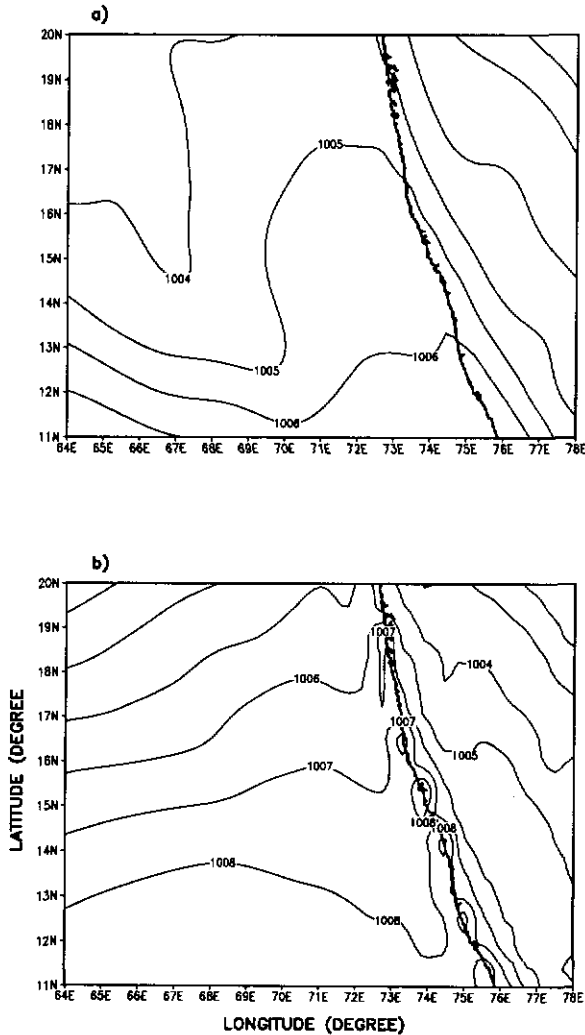 a)
20N
19N
18N
17N
16N
15N
14N
13N
12N
11N
1005
1004
1005
1006
1006
64E 65E 66E 67E 68E 69E 70E 71E 72E 73E 74E 75E 76E 77E 78E
b)
20N
19N
18N
17N
16N
15N
14N
13N
12N
11N
1007
1004
1006
1007
1005
1007
1008
1008
1008
1008
64E 65E 66E 67E 68E 69E 70E 71E 72E 73E 74E 75E 76E 77E 78E
LATITUDE (DEGREE)
LONGITUDE (DEGREE)